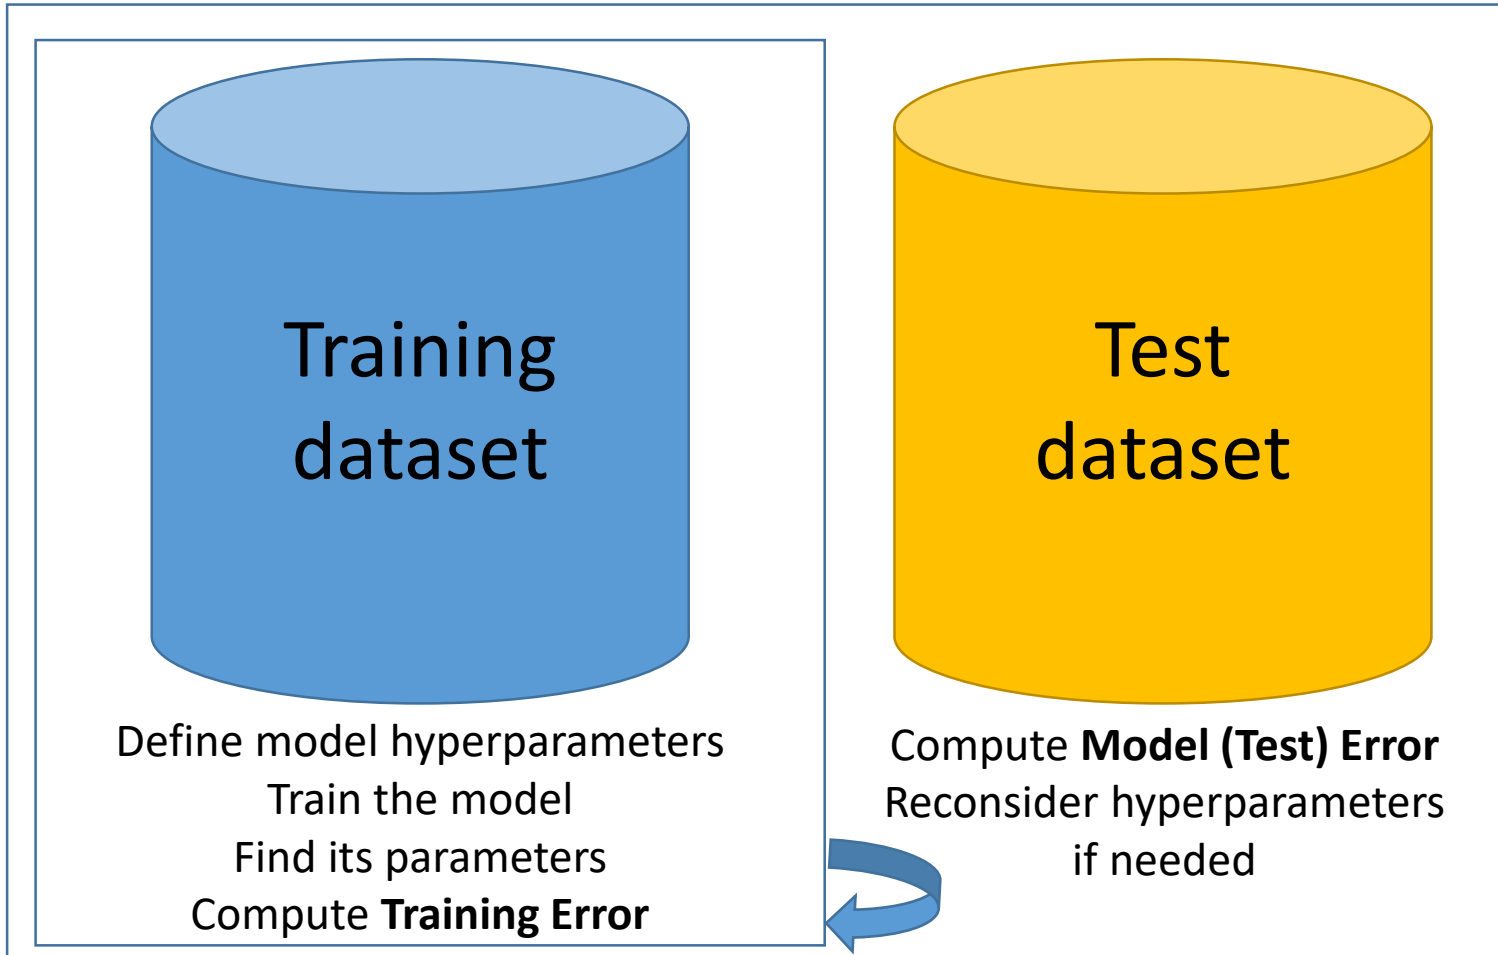 Training
dataset
Define model hyperparameters
Train the model
Find its parameters
Compute Training Error
Test
dataset
Compute Model (Test) Error
Reconsider hyperparameters
if needed